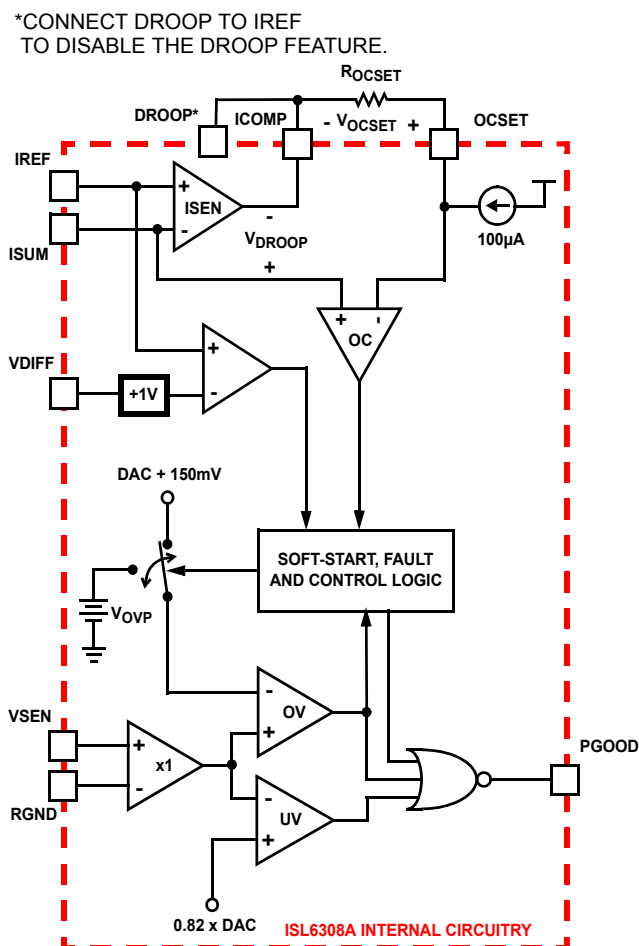 *CONNECT DROOP TO IREF
TO DISABLE THE DROOP FEATURE.
ROCSET
DROOP*
ICOMP
- VOCSET +
OCSET
IREF
+
ISEN
-
ISUM
-
VDROOP
+
100µA
+ -
OC
VDIFF
+1V
+
-
DAC + 150mV
SOFT-START, FAULT
AND CONTROL LOGIC
VOVP
-
OV
+
VSEN
+
x1
-
RGND
PGOOD
-
UV
+
0.82 x DAC
ISL6308A INTERNAL CIRCUITRY